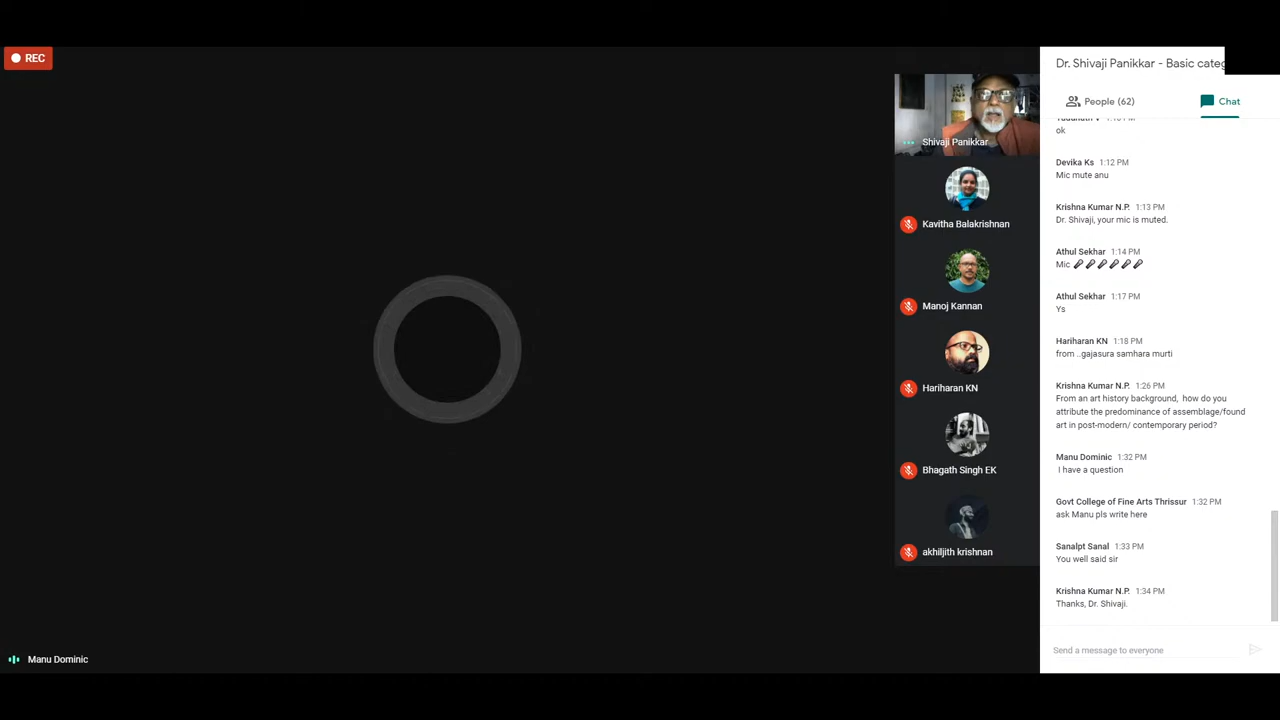 REC
Dr. Shivaji Panikkar - Basic categ
People (62)
Chat
ok
Devika Ks 1:12 PM
Mic mute anu
Krishna Kumar N.P. 1:13 PM
Dr. Shivaji, your mic is muted.
Athul Sekhar 1:14 PM
Mic 🎤🎤🎤🎤🎤🎤
Athul Sekhar 1:17 PM
Ys
Hariharan KN 1:18 PM
from ..gajasura samhara murti
Krishna Kumar N.P. 1:26 PM
From an art history background, how do you
attribute the predominance of assemblage/found
art in post-modern/ contemporary period?
Manu Dominic 1:32 PM
I have a question
Govt College of Fine Arts Thrissur 1:32 PM
ask Manu pls write here
Sanalpt Sanal 1:33 PM
You well said sir
Krishna Kumar N.P. 1:34 PM
Thanks, Dr. Shivaji.
Send a message to everyone
Shivaji Panikkar
Kavitha Balakrishnan
Manoj Kannan
Hariharan KN
Bhagath Singh EK
akhiljith krishnan
Manu Dominic